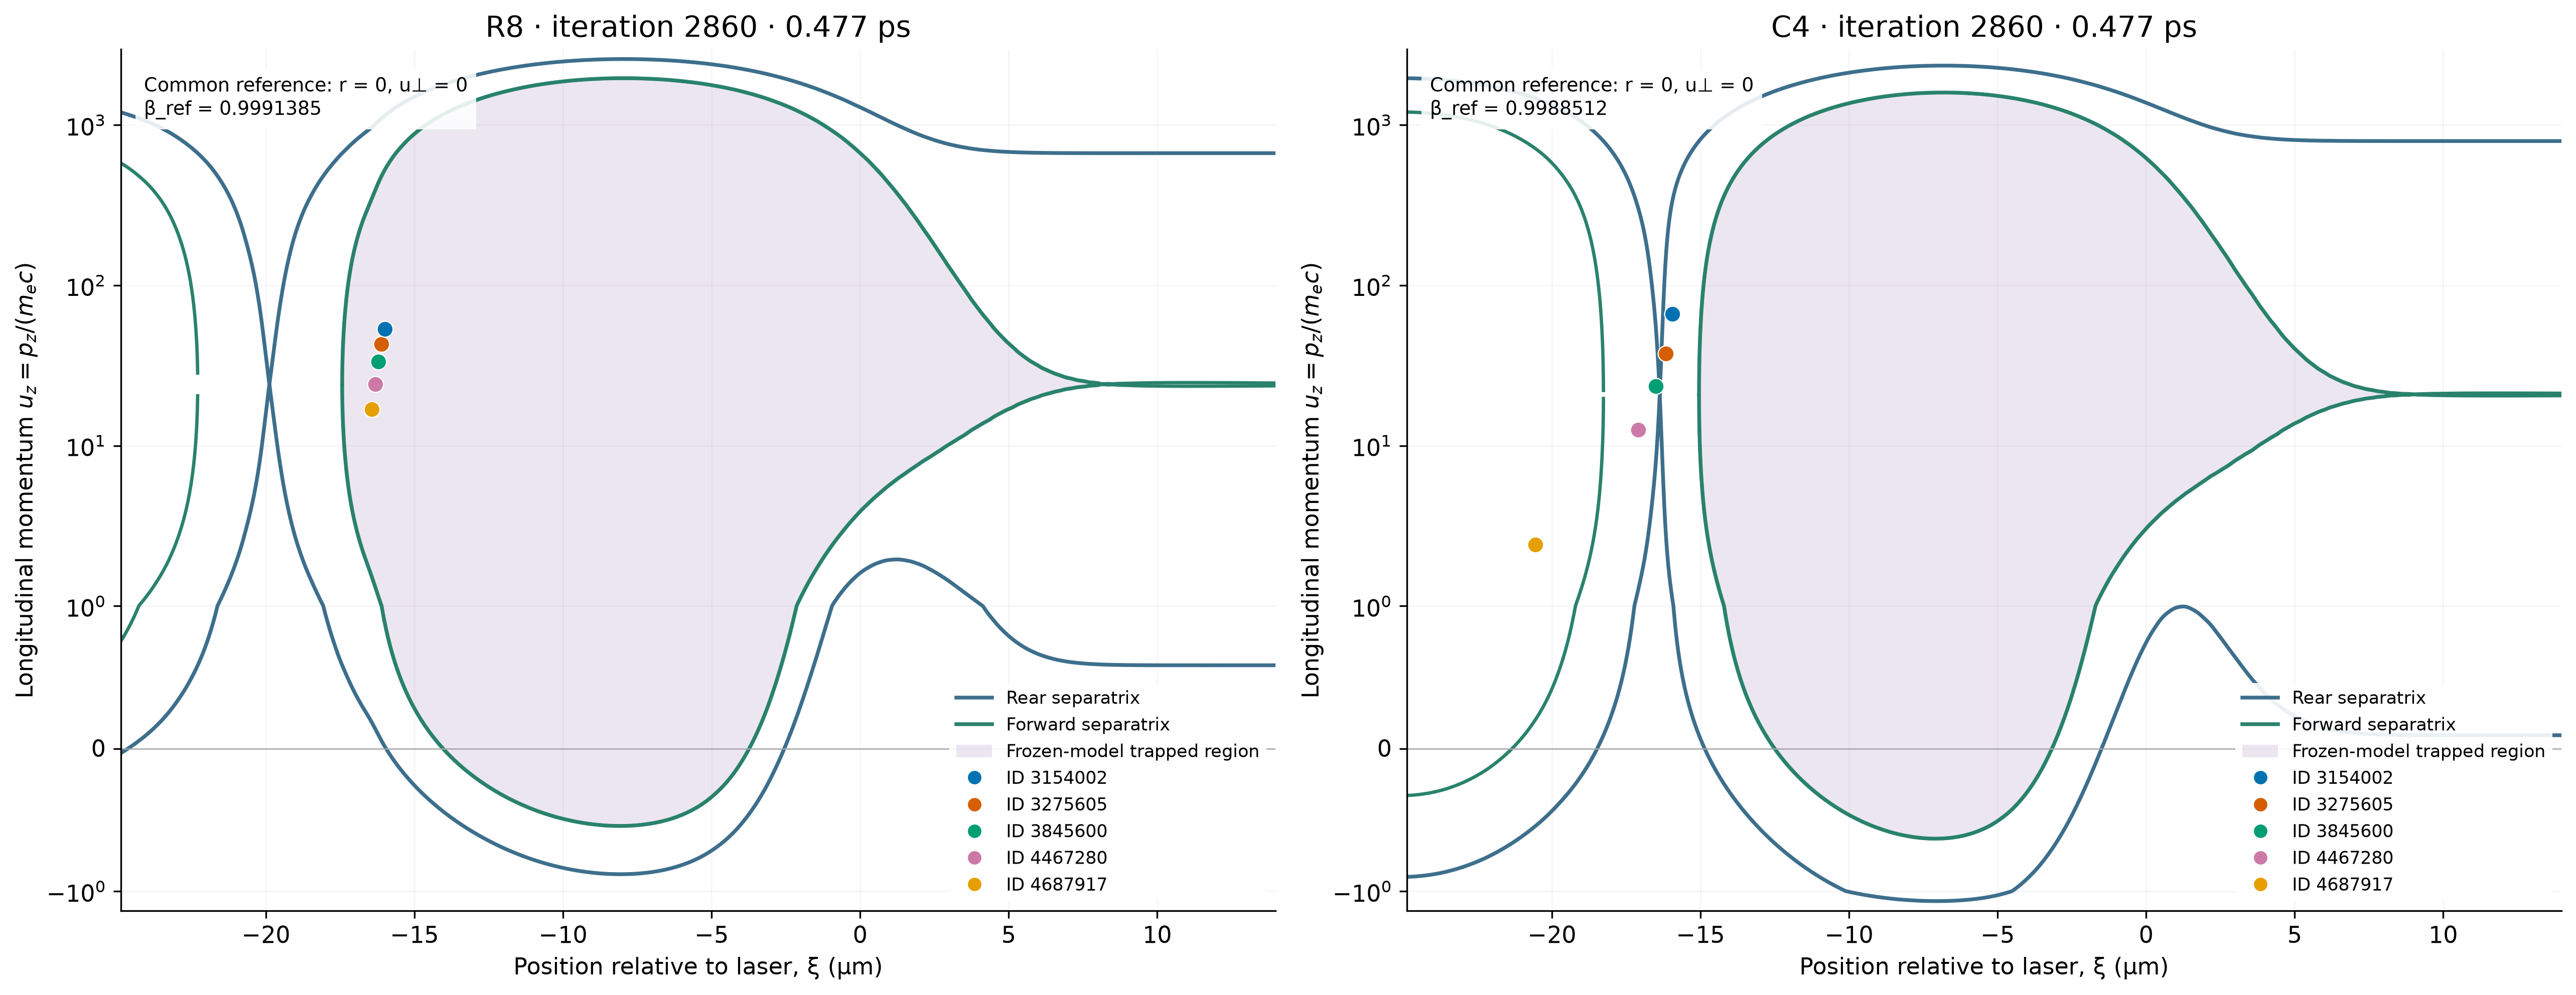 R8 · iteration 2860 · 0.477 ps
Common reference: r = 0, u⊥ = 0
β_ref = 0.9991385
10³
10²
10¹
10⁰
0
−10⁰
Longitudinal momentum u_z = p_z/(m_e c)
Rear separatrix
Forward separatrix
Frozen-model trapped region
ID 3154002
ID 3275605
ID 3845600
ID 4467280
ID 4687917
−20 −15 −10 −5 0 5 10
Position relative to laser, ξ (μm)
C4 · iteration 2860 · 0.477 ps
Common reference: r = 0, u⊥ = 0
β_ref = 0.9988512
10³
10²
10¹
10⁰
0
−10⁰
Longitudinal momentum u_z = p_z/(m_e c)
Rear separatrix
Forward separatrix
Frozen-model trapped region
ID 3154002
ID 3275605
ID 3845600
ID 4467280
ID 4687917
−20 −15 −10 −5 0 5 10
Position relative to laser, ξ (μm)